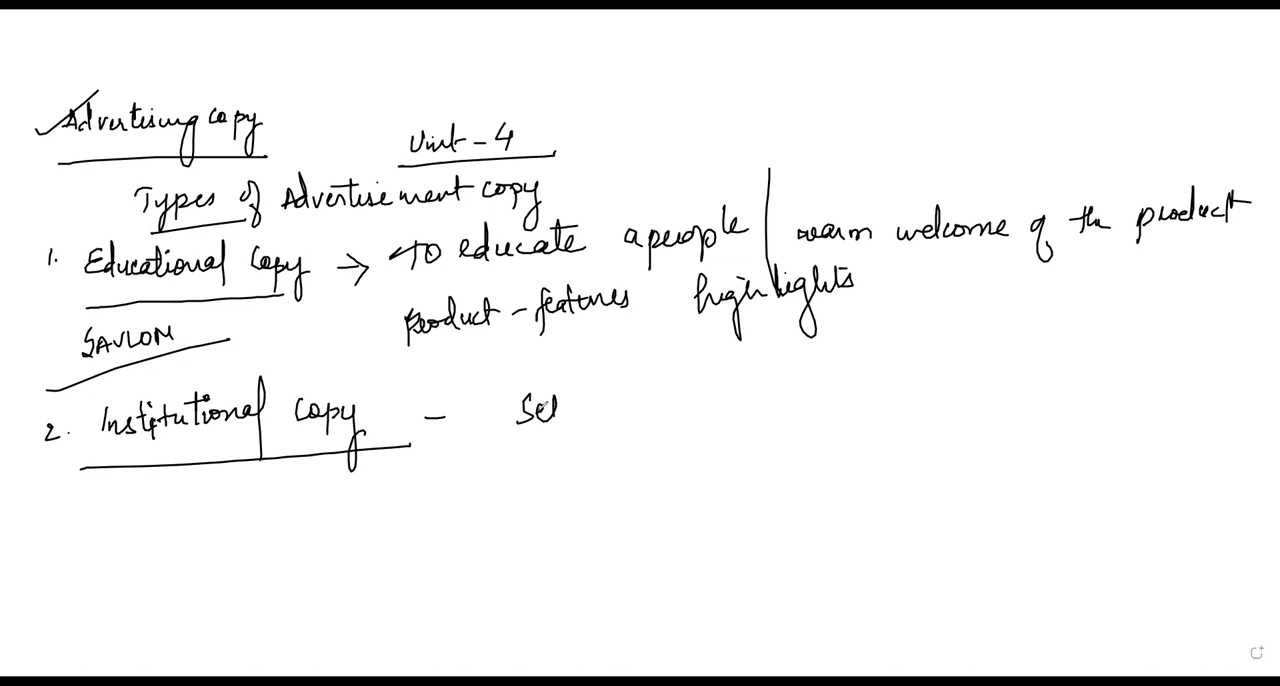 Advertising copy
Unit - 4
Types of Advertisement copy
1. Educational Copy → To educate a people | warm welcome of the product
product - features highlights
SAVLON
2. Institutional copy - Sel